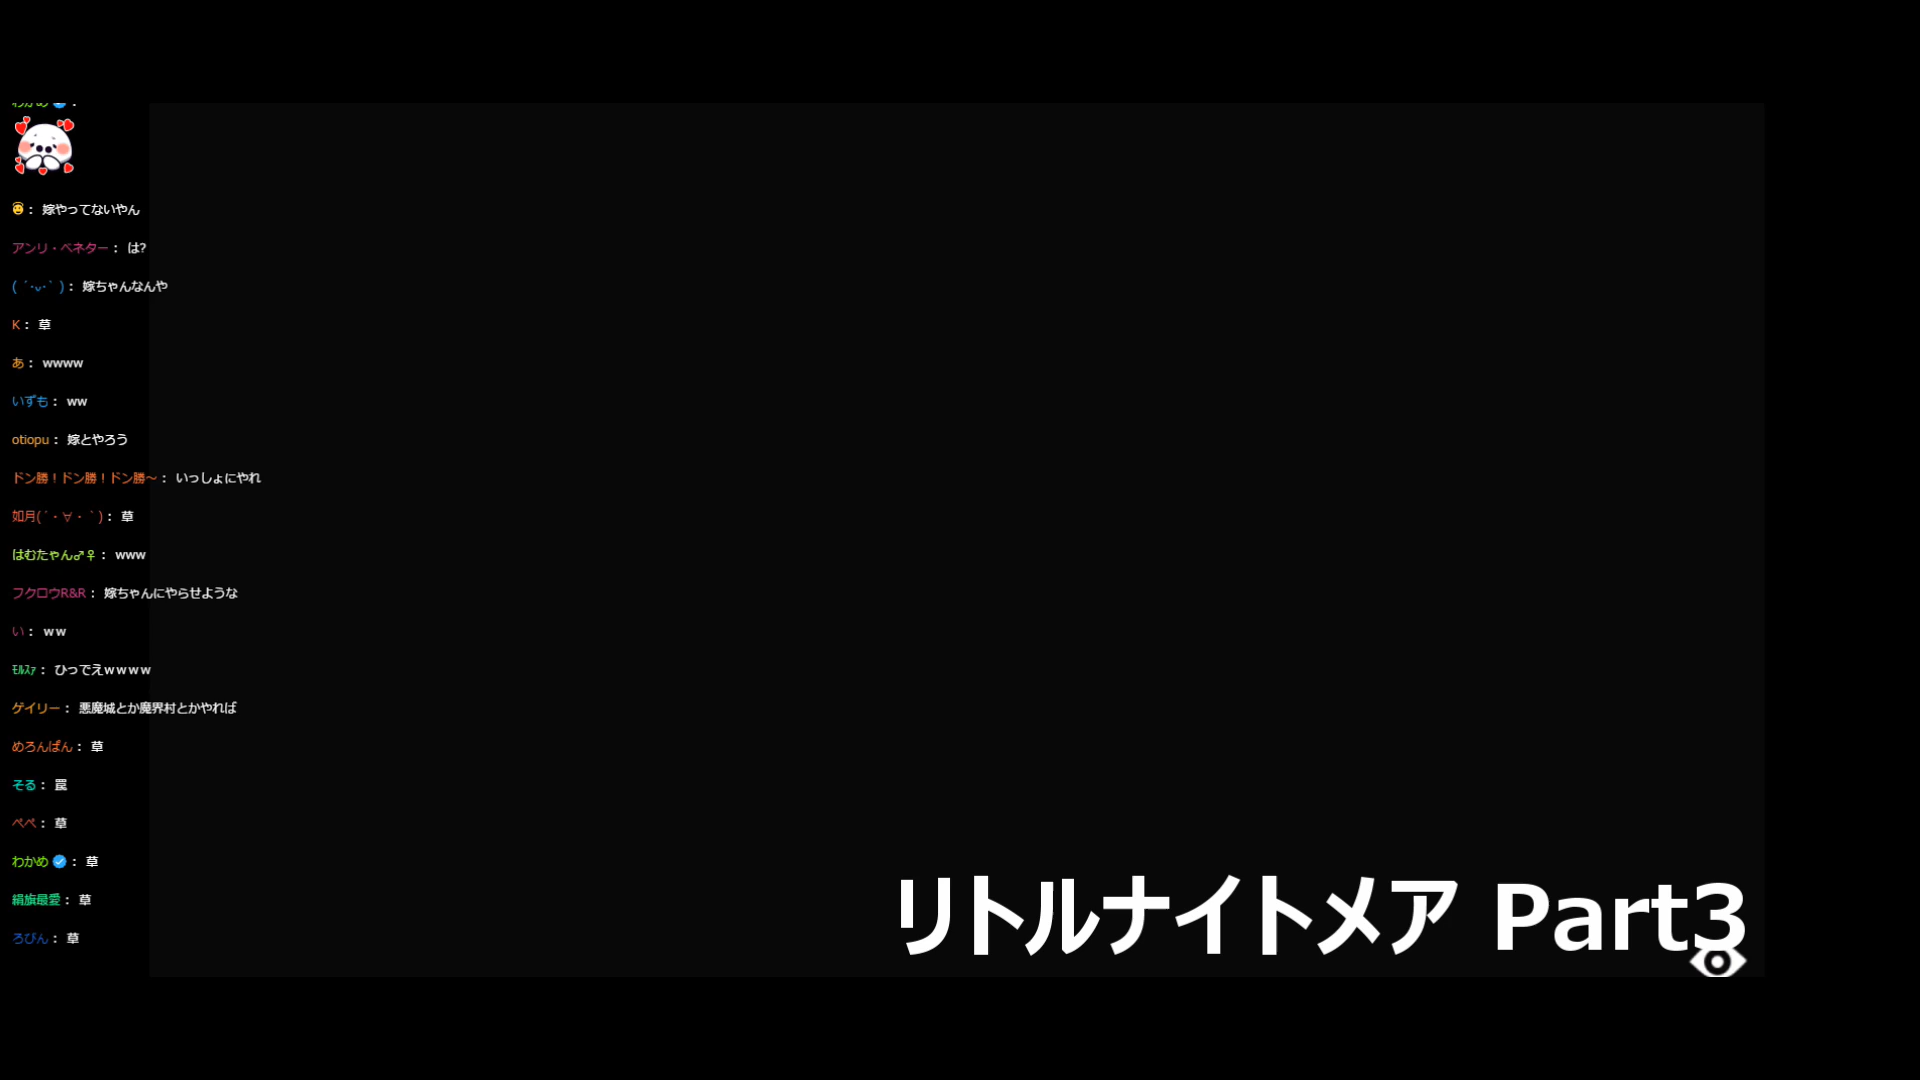 わかめ :
: 嫁やってないやん
アンリ・ベネター : は?
( ´･ᴗ･` ) : 嫁ちゃんなんや
K : 草
あ : wwww
いずも : ww
otiopu : 嫁とやろう
ドン勝！ドン勝！ドン勝～ : いっしょにやれ
如月(´・∀・｀) : 草
はむたゃん♂♀ : www
フクロウR&R : 嫁ちゃんにやらせような
い : ｗｗ
ﾓﾙｽｧ : ひっでえｗｗｗｗ
ゲイリー : 悪魔城とか魔界村とかやれば
めろんぱん : 草
そる : 罠
ぺぺ : 草
わかめ : 草
絹旗最愛 : 草
ろびん : 草
リトルナイトメア Part3